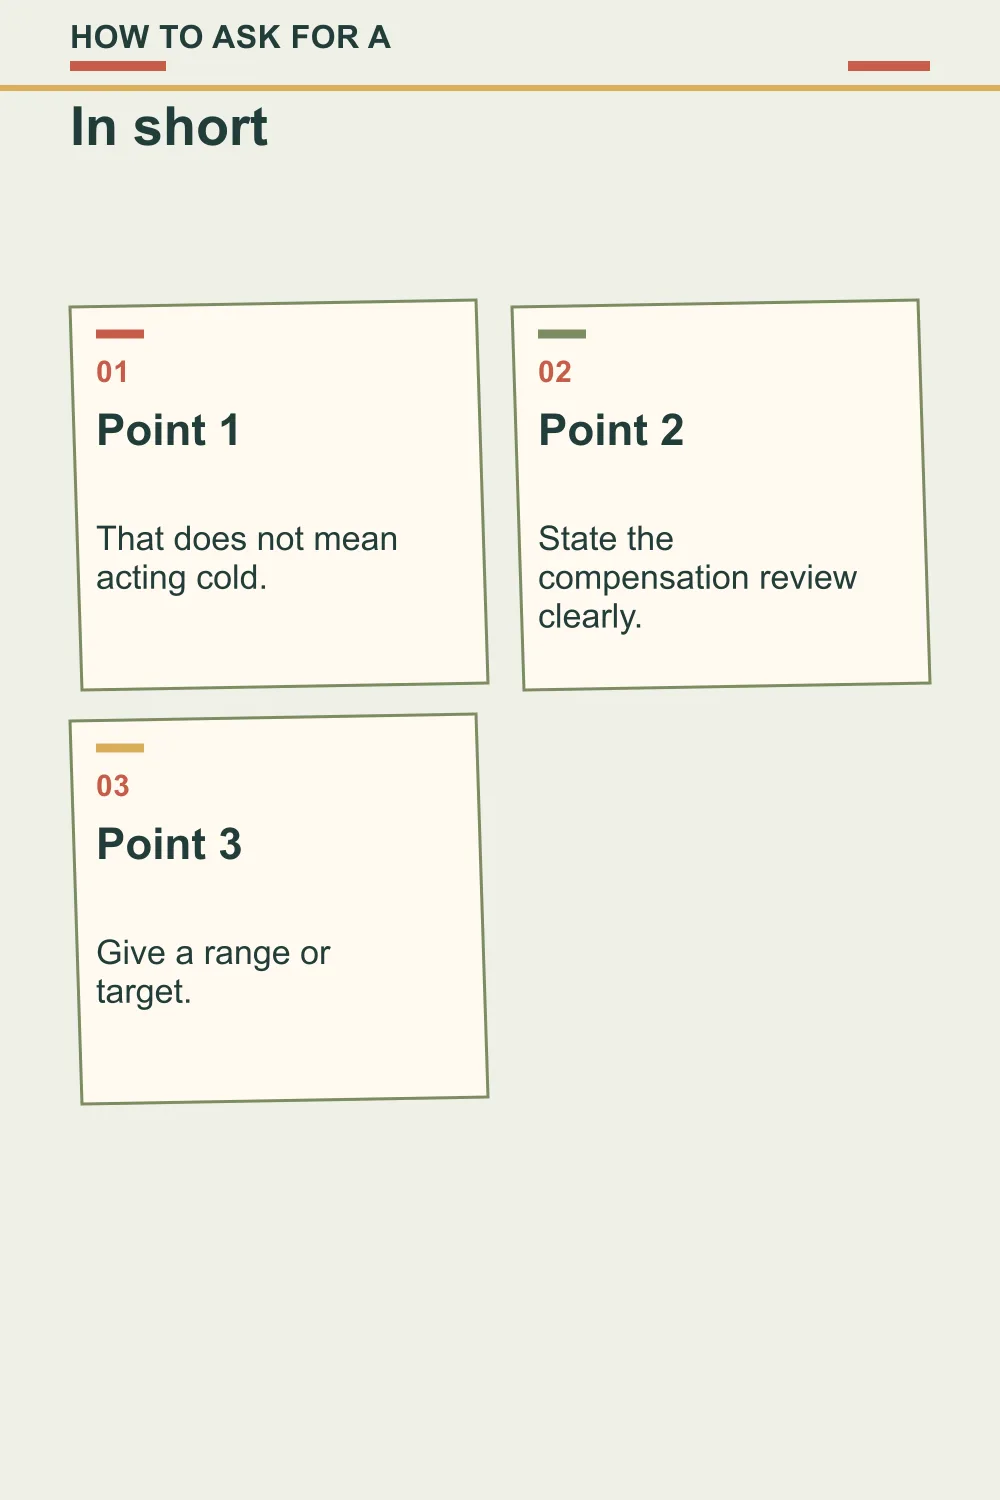 HOW TO ASK FOR A
In short
01
Point 1
That does not mean
acting cold.
02
Point 2
State the
compensation review
clearly.
03
Point 3
Give a range or
target.